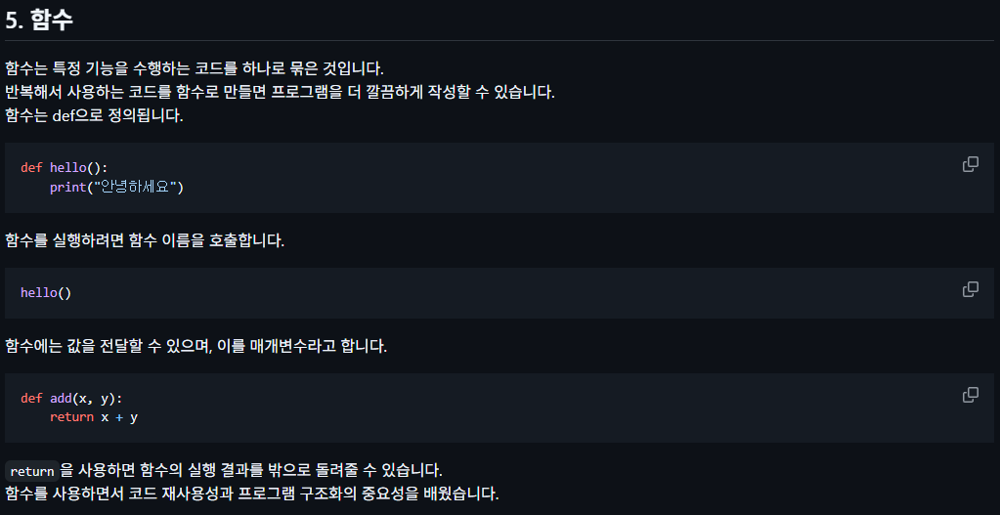 5. 함수
함수는 특정 기능을 수행하는 코드를 하나로 묶은 것입니다.
반복해서 사용하는 코드를 함수로 만들면 프로그램을 더 깔끔하게 작성할 수 있습니다.
함수는 def으로 정의됩니다.
def hello():
    print("안녕하세요")
함수를 실행하려면 함수 이름을 호출합니다.
hello()
함수에는 값을 전달할 수 있으며, 이를 매개변수라고 합니다.
def add(x, y):
    return x + y
return을 사용하면 함수의 실행 결과를 밖으로 돌려줄 수 있습니다.
함수를 사용하면서 코드 재사용성과 프로그램 구조화의 중요성을 배웠습니다.